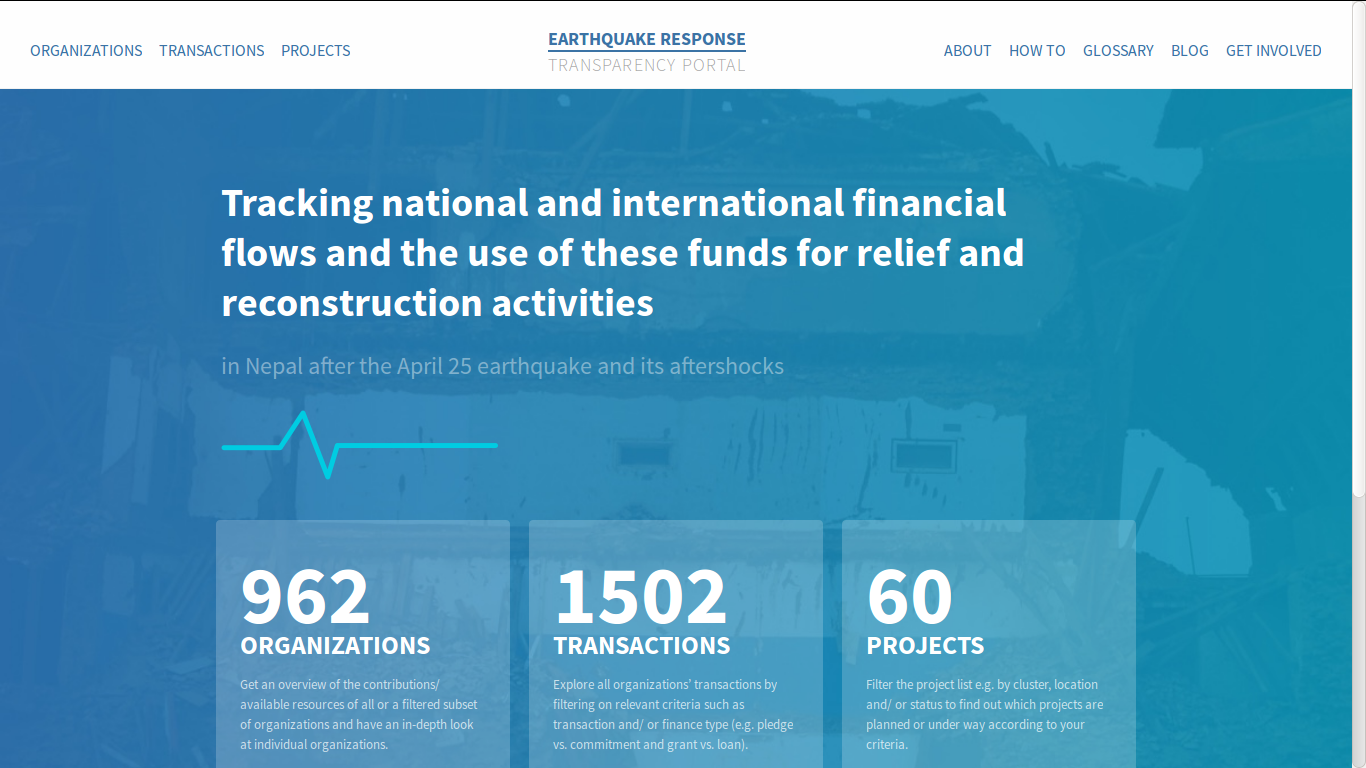 ORGANIZATIONS TRANSACTIONS PROJECTS
EARTHQUAKE RESPONSE
TRANSPARENCY PORTAL
ABOUT HOW TO GLOSSARY BLOG GET INVOLVED
Tracking national and international financial
flows and the use of these funds for relief and
reconstruction activities
in Nepal after the April 25 earthquake and its aftershocks
962
ORGANIZATIONS
Get an overview of the contributions/
available resources of all or a filtered subset
of organizations and have an in-depth look
at individual organizations.
1502
TRANSACTIONS
Explore all organizations' transactions by
filtering on relevant criteria such as
transaction and/ or finance type (e.g. pledge
vs. commitment and grant vs. loan).
60
PROJECTS
Filter the project list e.g. by cluster, location
and/ or status to find out which projects are
planned or under way according to your
criteria.